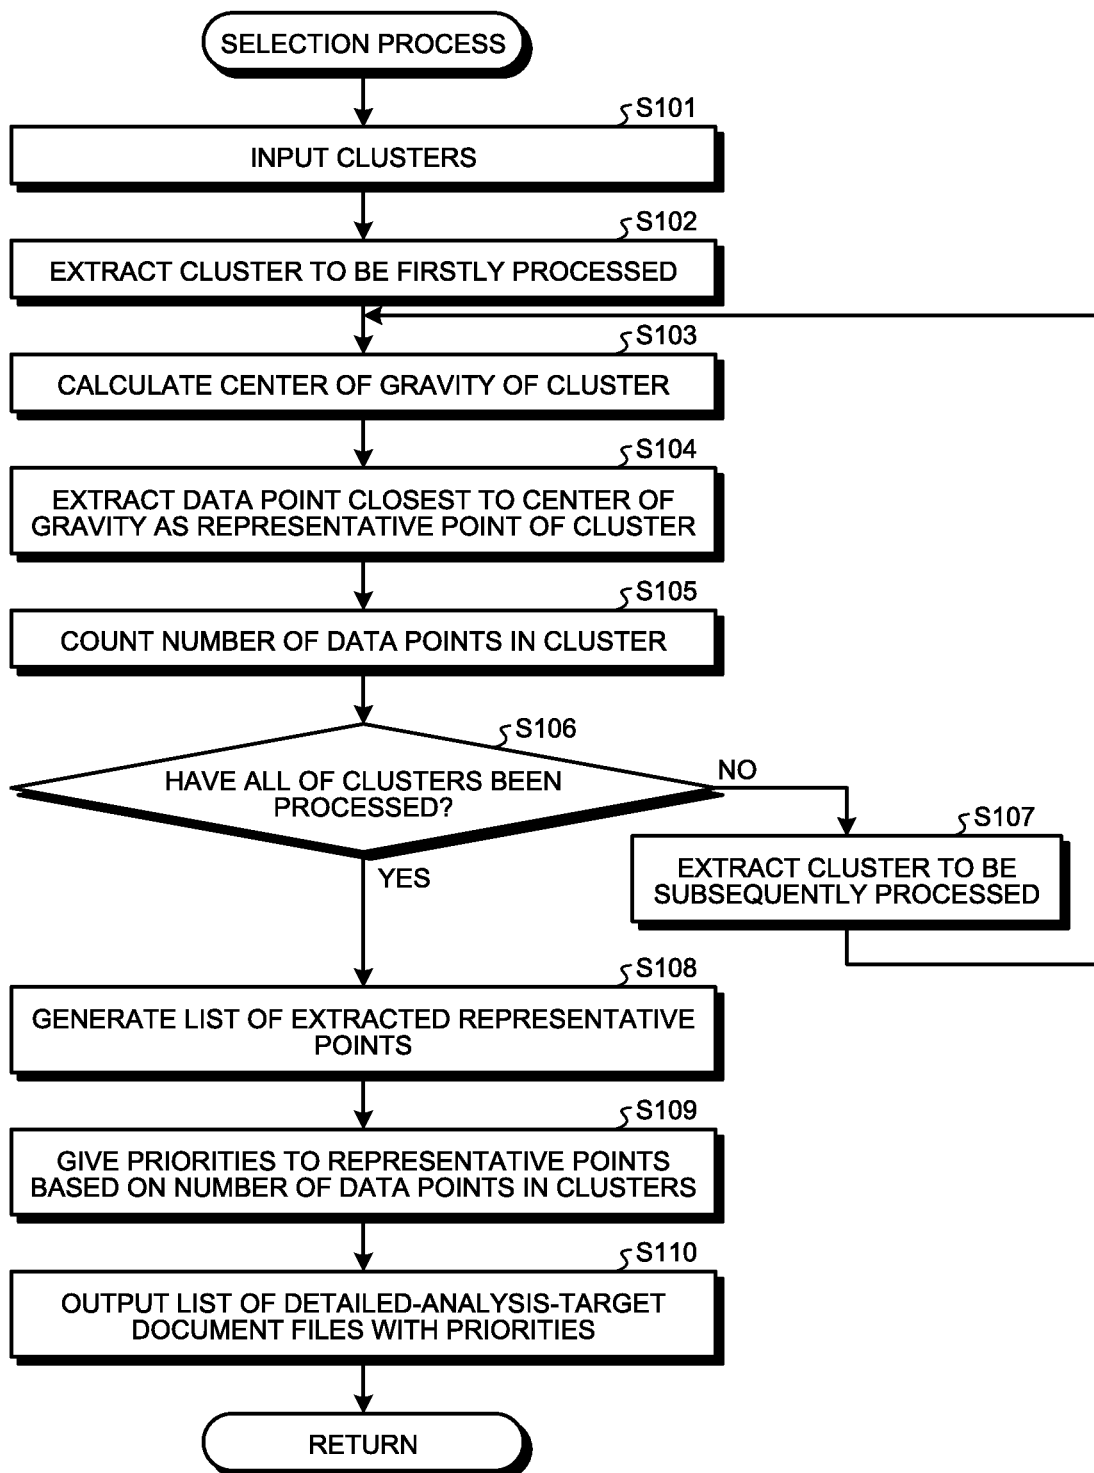 SELECTION PROCESS
S101
INPUT CLUSTERS
S102
EXTRACT CLUSTER TO BE FIRSTLY PROCESSED
S103
CALCULATE CENTER OF GRAVITY OF CLUSTER
S104
EXTRACT DATA POINT CLOSEST TO CENTER OF
GRAVITY AS REPRESENTATIVE POINT OF CLUSTER
S105
COUNT NUMBER OF DATA POINTS IN CLUSTER
S106
HAVE ALL OF CLUSTERS BEEN
PROCESSED?
NO
YES
S107
EXTRACT CLUSTER TO BE
SUBSEQUENTLY PROCESSED
S108
GENERATE LIST OF EXTRACTED REPRESENTATIVE
POINTS
S109
GIVE PRIORITIES TO REPRESENTATIVE POINTS
BASED ON NUMBER OF DATA POINTS IN CLUSTERS
S110
OUTPUT LIST OF DETAILED-ANALYSIS-TARGET
DOCUMENT FILES WITH PRIORITIES
RETURN